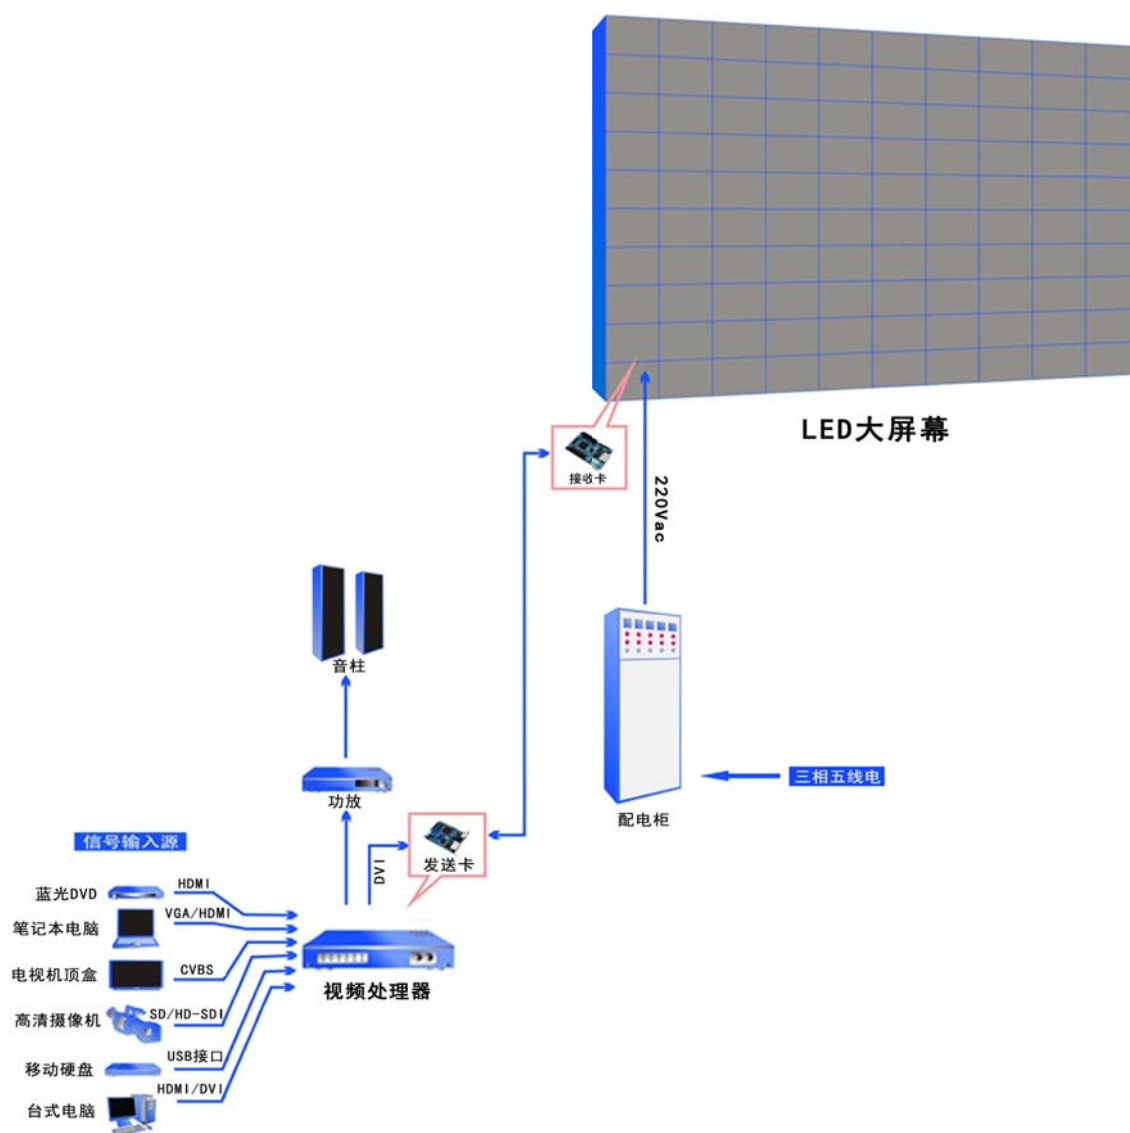 LED大屏幕
接收卡
220Vac
音柱
三相五线电
功放
配电柜
信号输入源
DVI
发送卡
蓝光DVD
HDMI
笔记本电脑
VGA/HDMI
电视机顶盒
CVBS
视频处理器
高清摄像机
SD/HD-SDI
移动硬盘
USB接口
台式电脑
HDMI/DVI